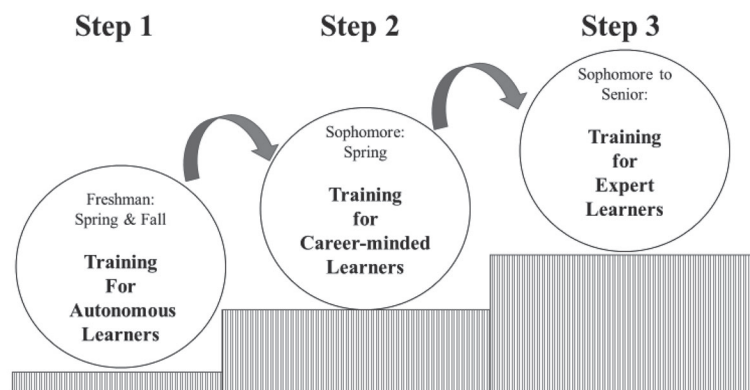 Step 1
Freshman:
Spring & Fall
Training
For
Autonomous
Learners
Step 2
Sophomore:
Spring
Training
for
Career-minded
Learners
Step 3
Sophomore to
Senior:
Training
for
Expert
Learners